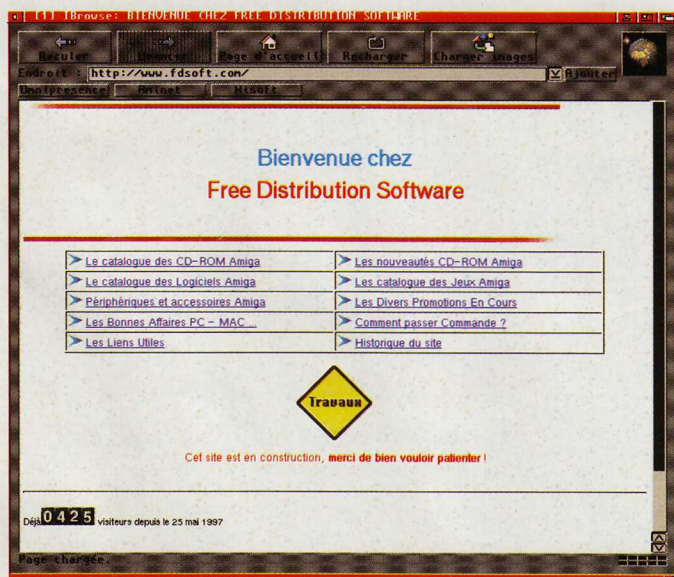 [1] IBrowse: BIENVENUE CHEZ FREE DISTRIBUTION SOFTWARE
Reculer Page d'accueil Recharger Charger images
Endroit : http://www.fdsoft.com/ Ajouter
Omnipresence Aminet Hisoft
Bienvenue chez
Free Distribution Software
Le catalogue des CD-ROM Amiga Les nouveautés CD-ROM Amiga
Le catalogue des Logiciels Amiga Les catalogue des Jeux Amiga
Périphériques et accessoires Amiga Les Divers Promotions En Cours
Les Bonnes Affaires PC - MAC ... Comment passer Commande ?
Les Liens Utiles Historique du site
Travaux
Cet site est en construction, merci de bien vouloir patienter !
Déjà 0425 visiteurs depuis le 25 mai 1997
Page chargée.